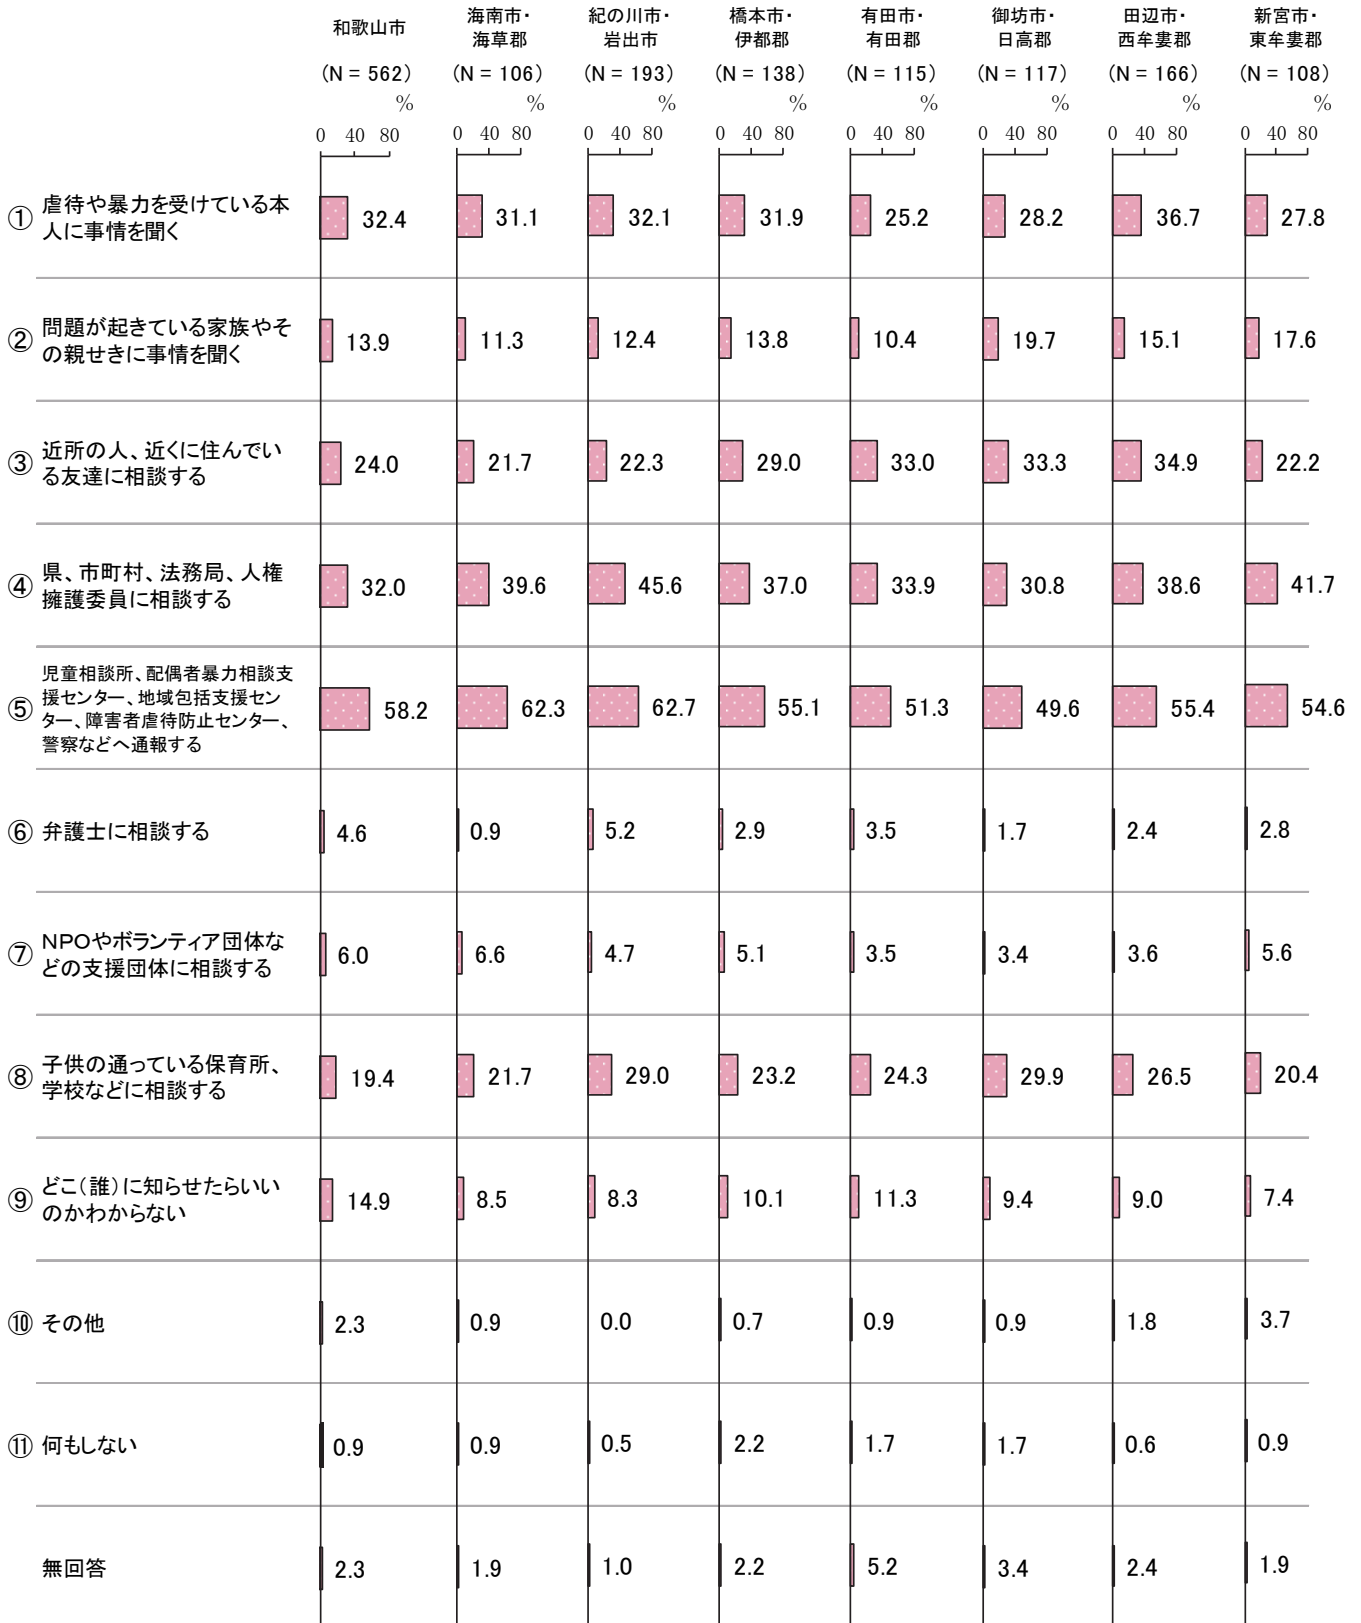 和歌山市
海南市・
海草郡
紀の川市・
岩出市
橋本市・
伊都郡
有田市・
有田郡
御坊市・
日高郡
田辺市・
西牟婁郡
新宮市・
東牟婁郡
(N = 562) (N = 106) (N = 193) (N = 138) (N = 115) (N = 117) (N = 166) (N = 108)
% % % % % % % %
0 40 80 0 40 80 0 40 80 0 40 80 0 40 80 0 40 80 0 40 80 0 40 80
① 虐待や暴力を受けている本
人に事情を聞く
32.4 31.1 32.1 31.9 25.2 28.2 36.7 27.8
② 問題が起きている家族やそ
の親せきに事情を聞く
13.9 11.3 12.4 13.8 10.4 19.7 15.1 17.6
③ 近所の人、近くに住んでい
る友達に相談する
24.0 21.7 22.3 29.0 33.0 33.3 34.9 22.2
④ 県、市町村、法務局、人権
擁護委員に相談する
32.0 39.6 45.6 37.0 33.9 30.8 38.6 41.7
⑤ 児童相談所、配偶者暴力相談支
援センター、地域包括支援セン
ター、障害者虐待防止センター、
警察などへ通報する
58.2 62.3 62.7 55.1 51.3 49.6 55.4 54.6
⑥ 弁護士に相談する
4.6 0.9 5.2 2.9 3.5 1.7 2.4 2.8
⑦ NPOやボランティア団体な
どの支援団体に相談する
6.0 6.6 4.7 5.1 3.5 3.4 3.6 5.6
⑧ 子供の通っている保育所、
学校などに相談する
19.4 21.7 29.0 23.2 24.3 29.9 26.5 20.4
⑨ どこ(誰)に知らせたらいい
のかわからない
14.9 8.5 8.3 10.1 11.3 9.4 9.0 7.4
⑩ その他
2.3 0.9 0.0 0.7 0.9 0.9 1.8 3.7
⑪ 何もしない
0.9 0.9 0.5 2.2 1.7 1.7 0.6 0.9
無回答
2.3 1.9 1.0 2.2 5.2 3.4 2.4 1.9